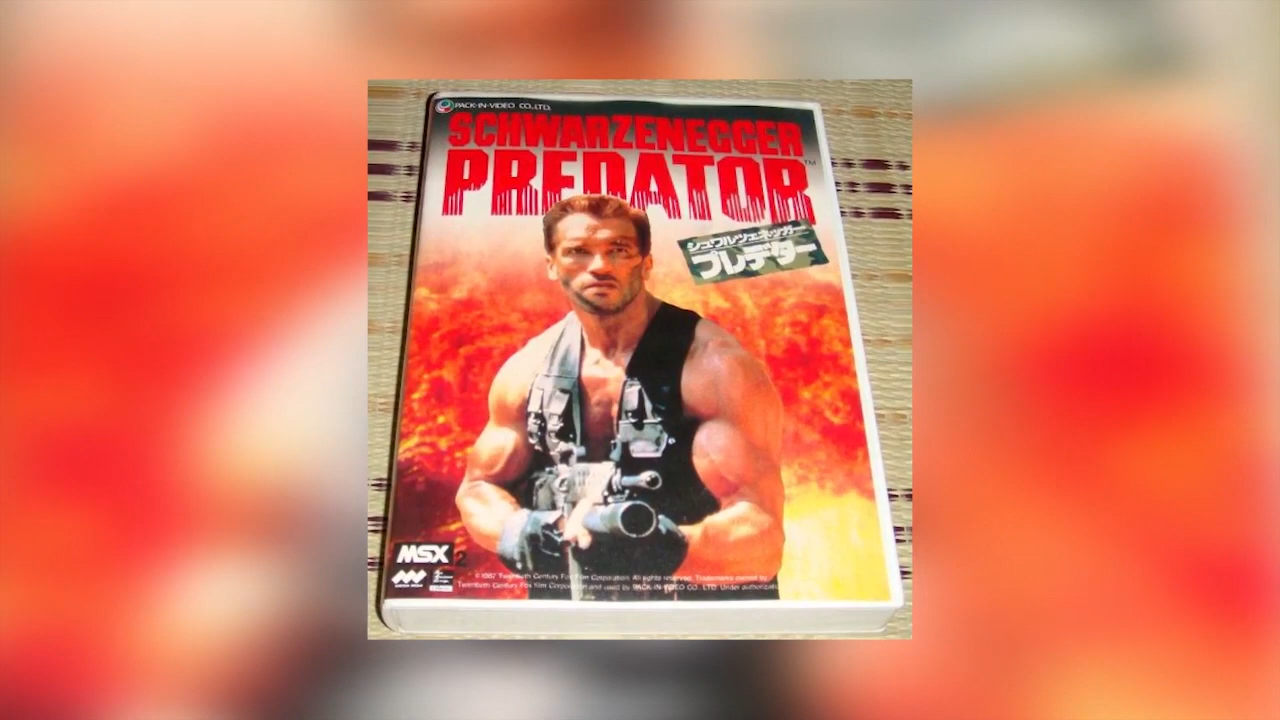 PACK-IN-VIDEO CO., LTD.
SCHWARZENEGGER
PREDATOR™
シュワルツェネッガー
プレデター
MSX 2
© 1987 Twentieth Century Fox Film Corporation. All rights reserved. Trademarks owned by
Twentieth Century Fox Film Corporation and used by PACK-IN-VIDEO CO., LTD. Under authorization